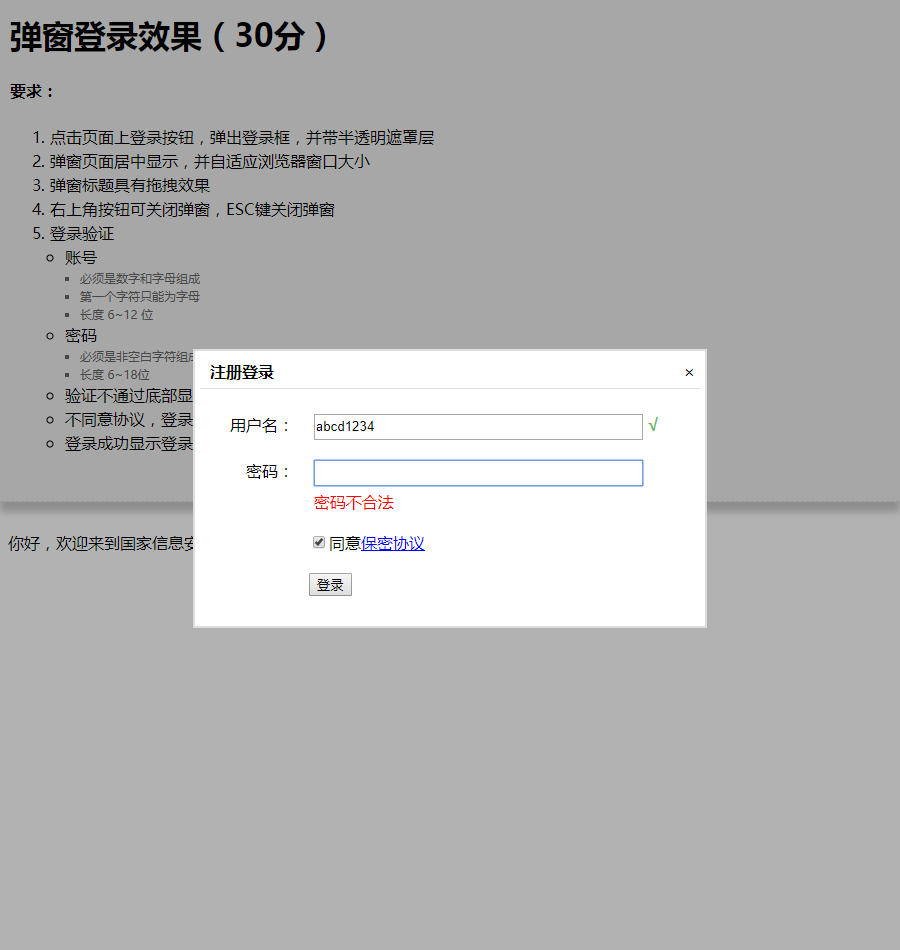 弹窗登录效果（30分）
要求：
1. 点击页面上登录按钮，弹出登录框，并带半透明遮罩层
2. 弹窗页面居中显示，并自适应浏览器窗口大小
3. 弹窗标题具有拖拽效果
4. 右上角按钮可关闭弹窗，ESC键关闭弹窗
5. 登录验证
账号
必须是数字和字母组成
第一个字符只能为字母
长度 6~12 位
密码
必须是非空白字符组
长度 6~18位
验证不通过底部显
不同意协议，登录
登录成功显示登录
你好，欢迎来到国家信息安
注册登录 ×
用户名： abcd1234 √
密码：
密码不合法
同意保密协议
登录